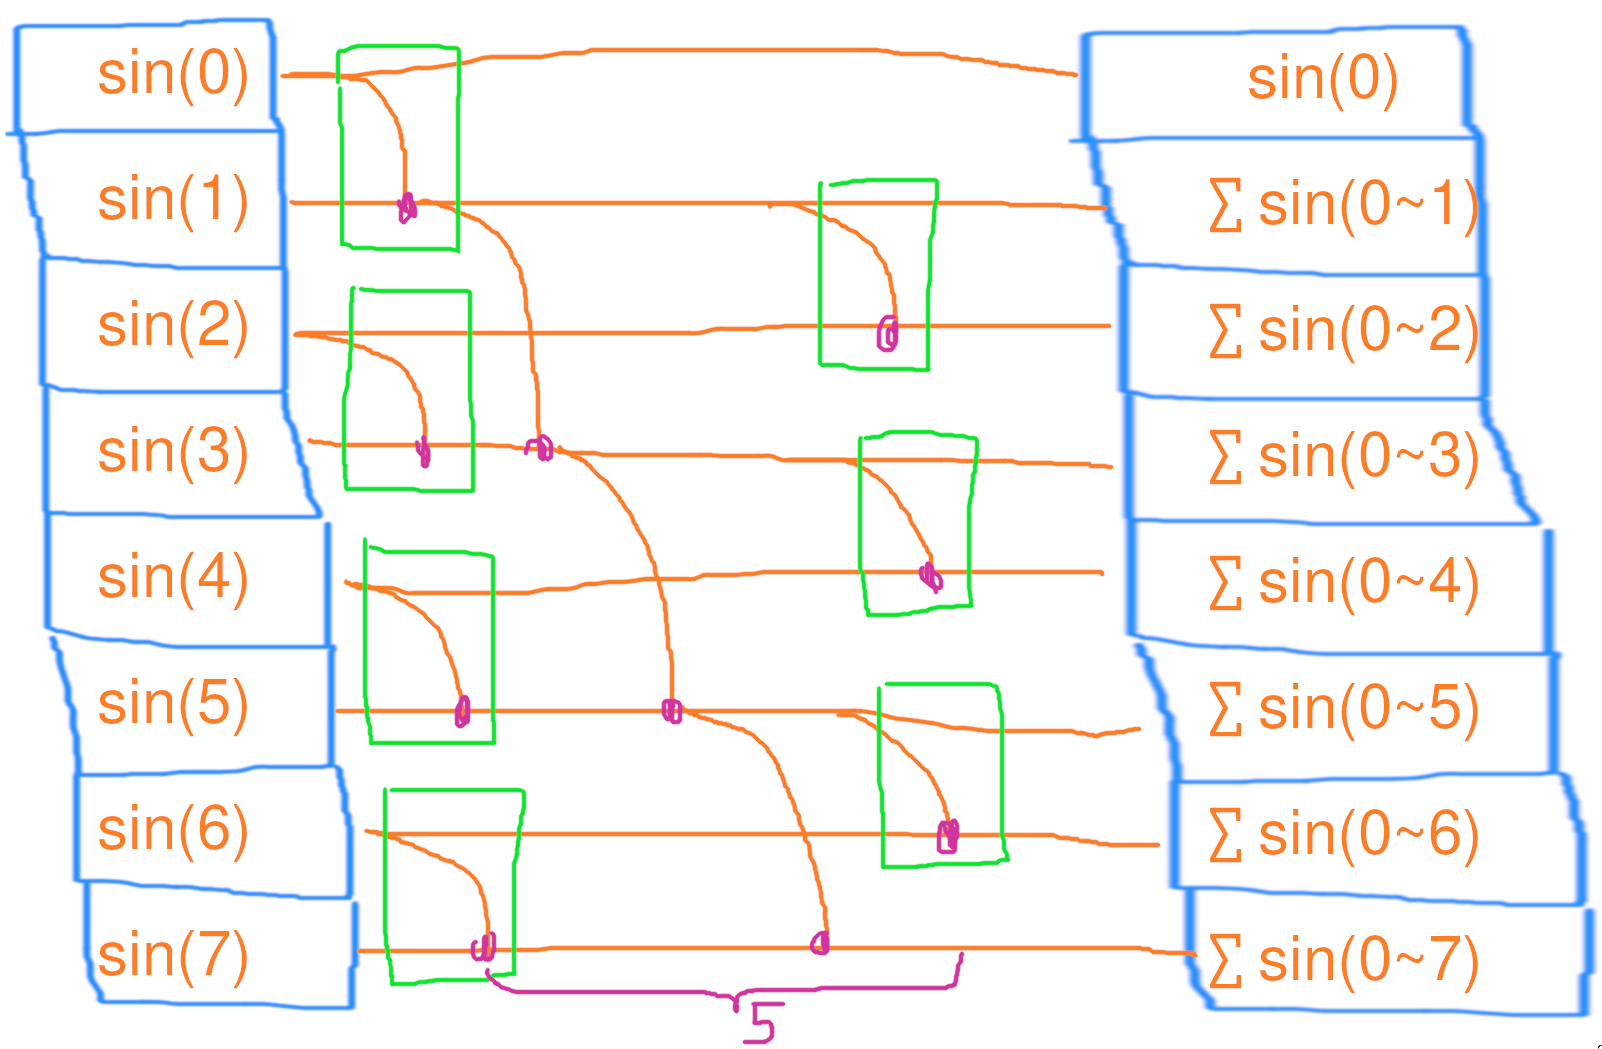 sin(0)
sin(1)
sin(2)
sin(3)
sin(4)
sin(5)
sin(6)
sin(7)
sin(0)
∑ sin(0~1)
∑ sin(0~2)
∑ sin(0~3)
∑ sin(0~4)
∑ sin(0~5)
∑ sin(0~6)
∑ sin(0~7)
5